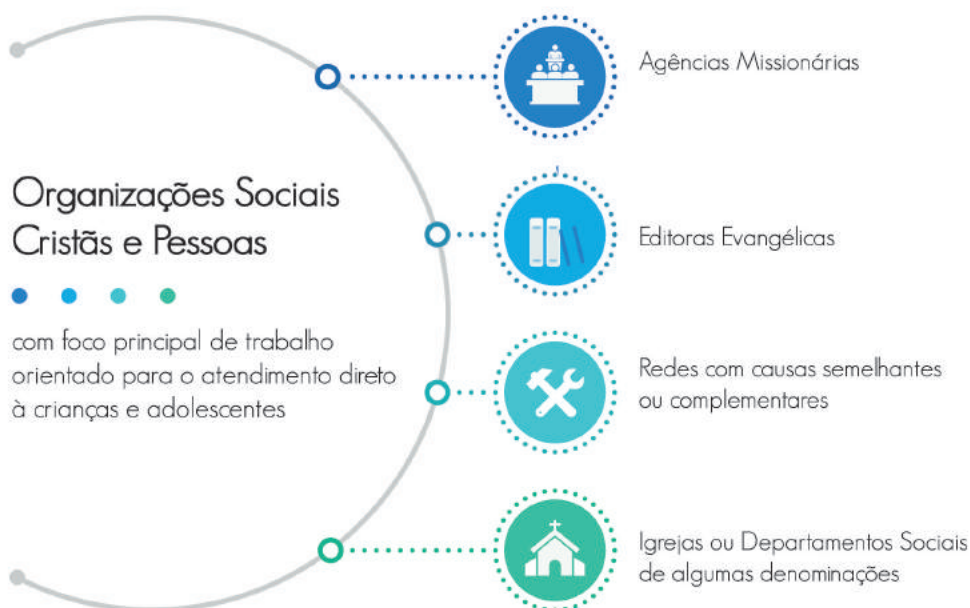 Organizações Sociais
Cristãs e Pessoas
com foco principal de trabalho
orientado para o atendimento direto
à crianças e adolescentes
Agências Missionárias
Editoras Evangélicas
Redes com causas semelhantes
ou complementares
Igrejas ou Departamentos Sociais
de algumas denominações